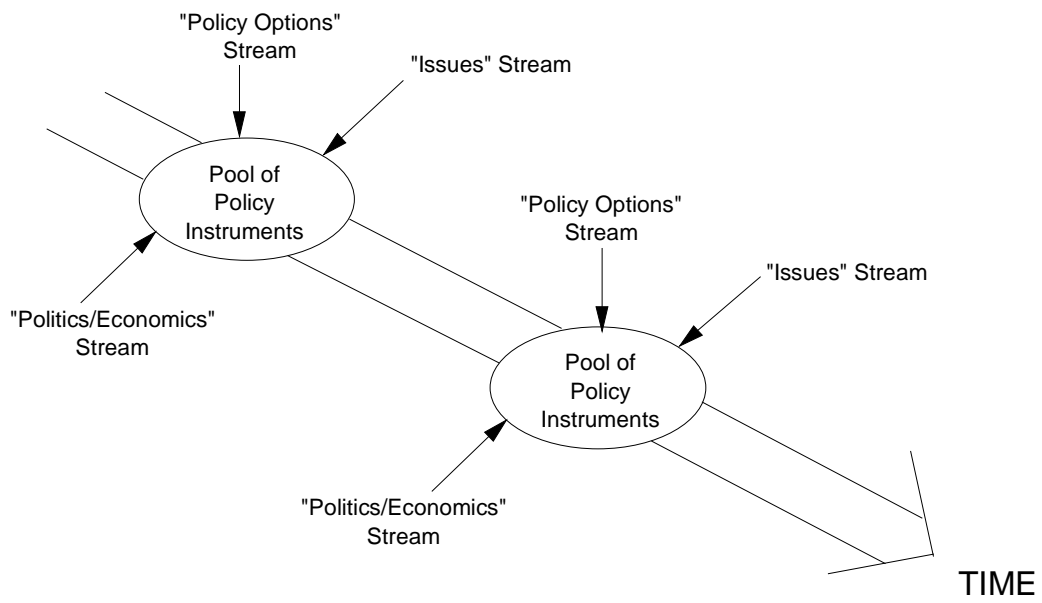 "Policy Options"
Stream
"Issues" Stream
Pool of
Policy
Instruments
"Politics/Economics"
Stream
"Policy Options"
Stream
"Issues" Stream
Pool of
Policy
Instruments
"Politics/Economics"
Stream
TIME